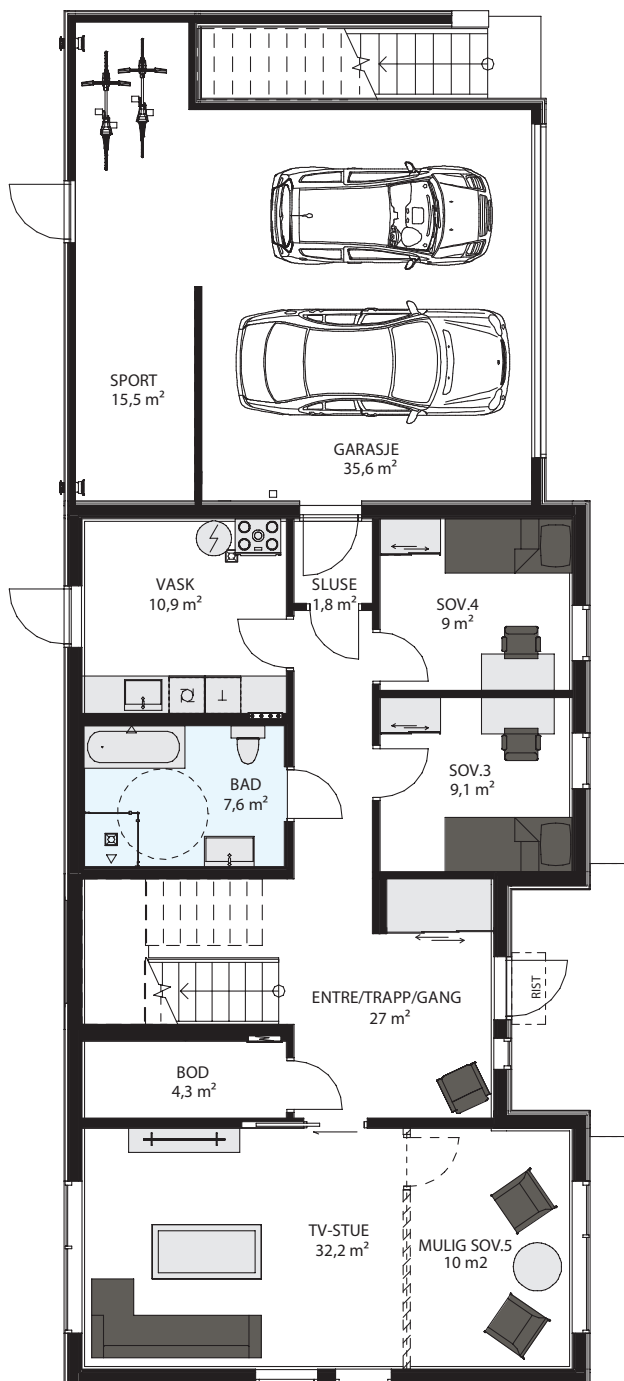 SPORT
15,5 m²
GARASJE
35,6 m²
VASK
10,9 m²
SLUSE
1,8 m²
SOV.4
9 m²
SOV.3
9,1 m²
BAD
7,6 m²
ENTRE/TRAPP/GANG
27 m²
RIST
BOD
4,3 m²
TV-STUE
32,2 m²
MULIG SOV.5
10 m2